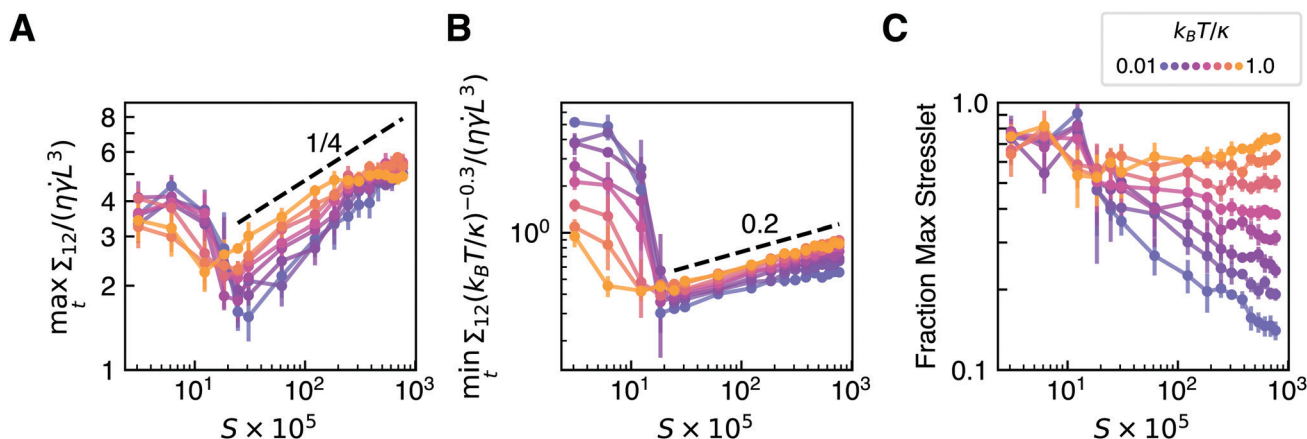 A
B
C
k_BT/κ
0.01 1.0
max_t Σ_12/(ηγ̇L^3)
8
6
4
3
2
1
1/4
10^1 10^2 10^3
S × 10^5
min_t Σ_12(k_BT/κ)^−0.3/(ηγ̇L^3)
10^0
0.2
10^1 10^2 10^3
S × 10^5
Fraction Max Stresslet
1.0
0.1
10^1 10^2 10^3
S × 10^5